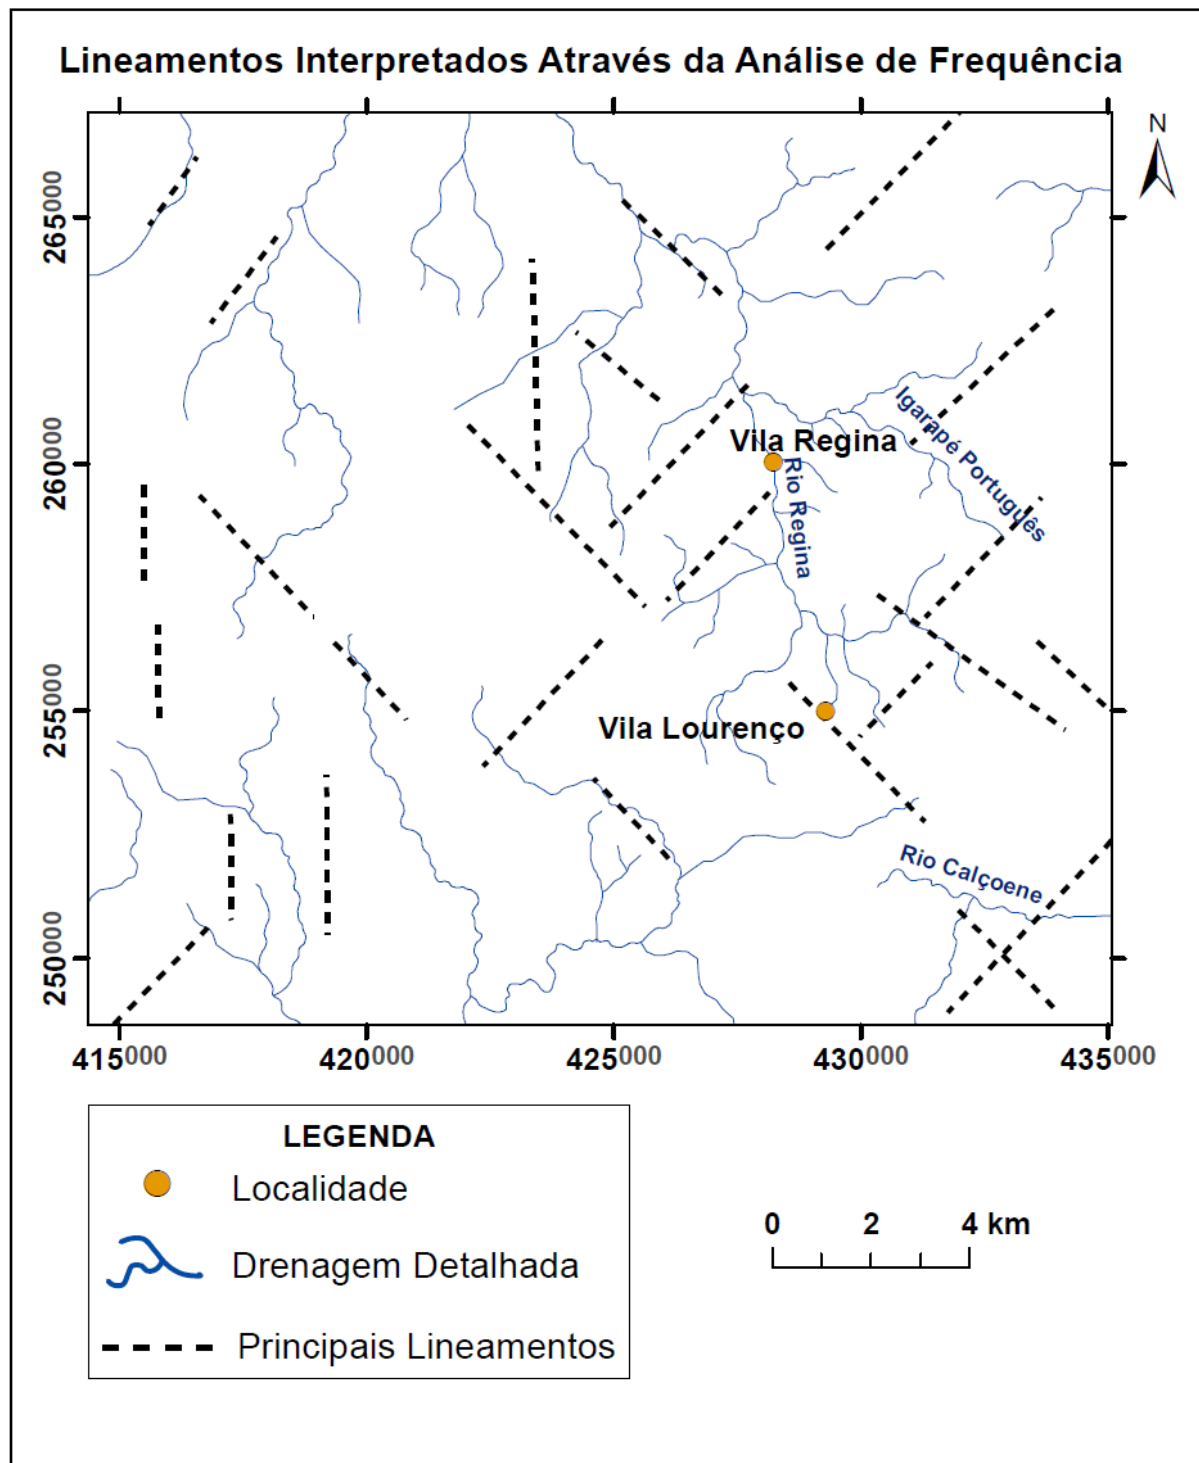 Lineamentos Interpretados Através da Análise de Frequência
N
265000
260000
255000
250000
Igarapé Português
Vila Regina
Rio Regina
Vila Lourenço
Rio Calçoene
415000 420000 425000 430000 435000
LEGENDA
Localidade
Drenagem Detalhada
Principais Lineamentos
0 2 4 km